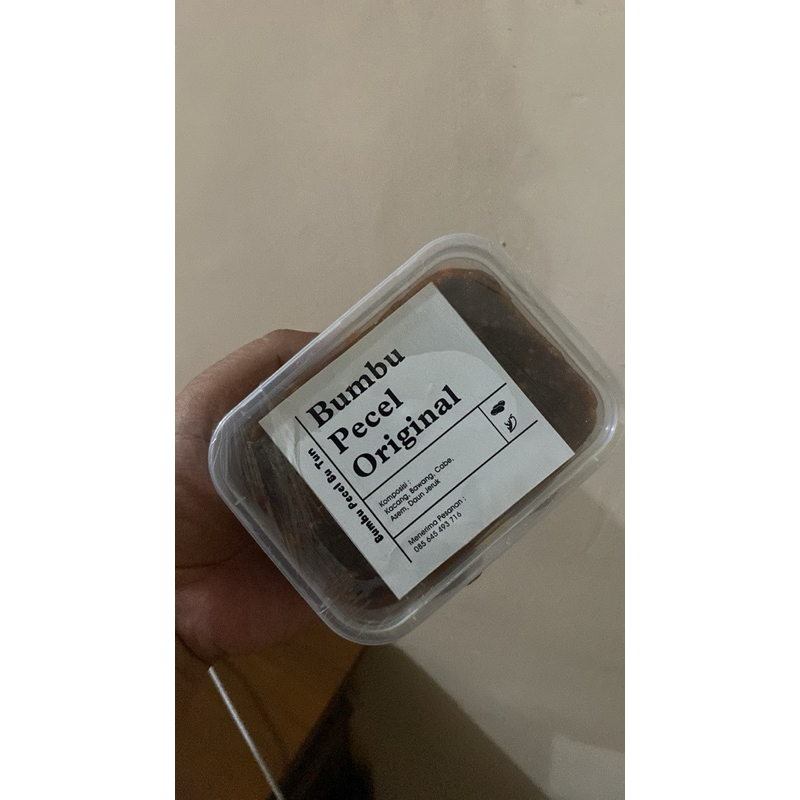 Bumbu
Pecel
Original
Bumbu Pecel Bu Tun
Komposisi :
Kacang, Bawang, Cabe,
Asem, Daun Jeruk
Menerima Pesanan :
085 645 493 716